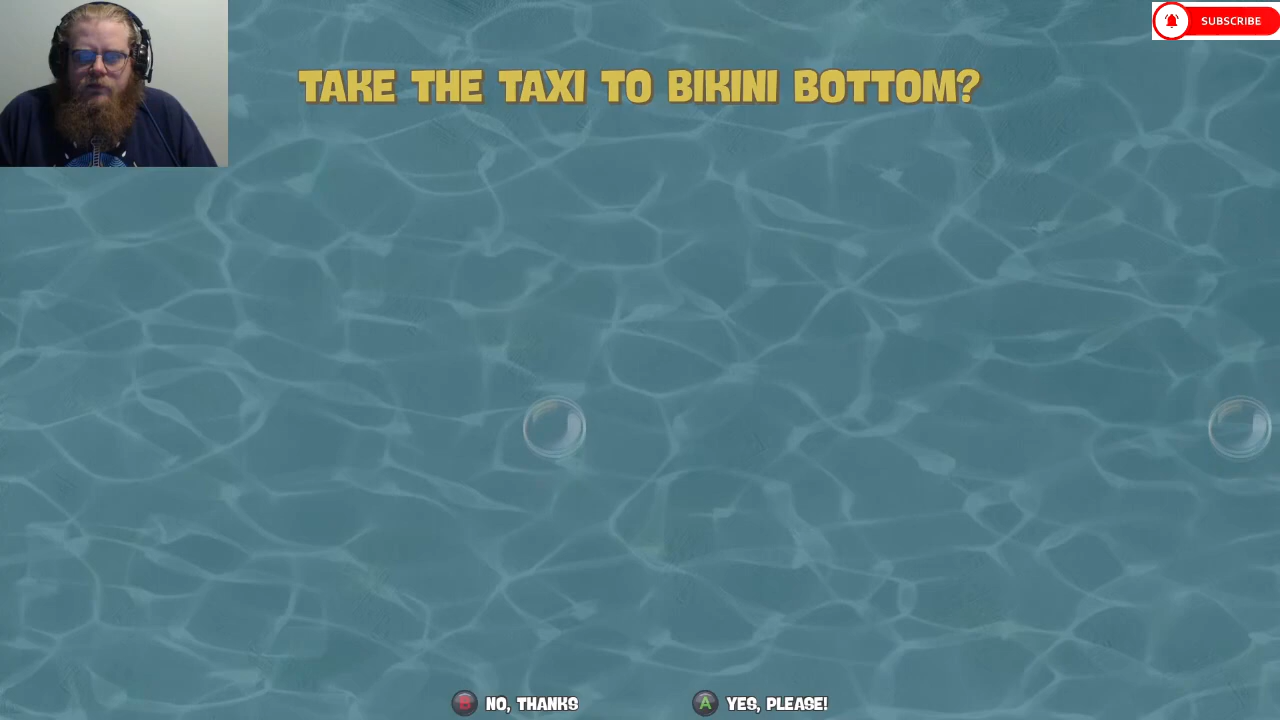 SUBSCRIBE
TAKE THE TAXI TO BIKINI BOTTOM?
B NO, THANKS
A YES, PLEASE!